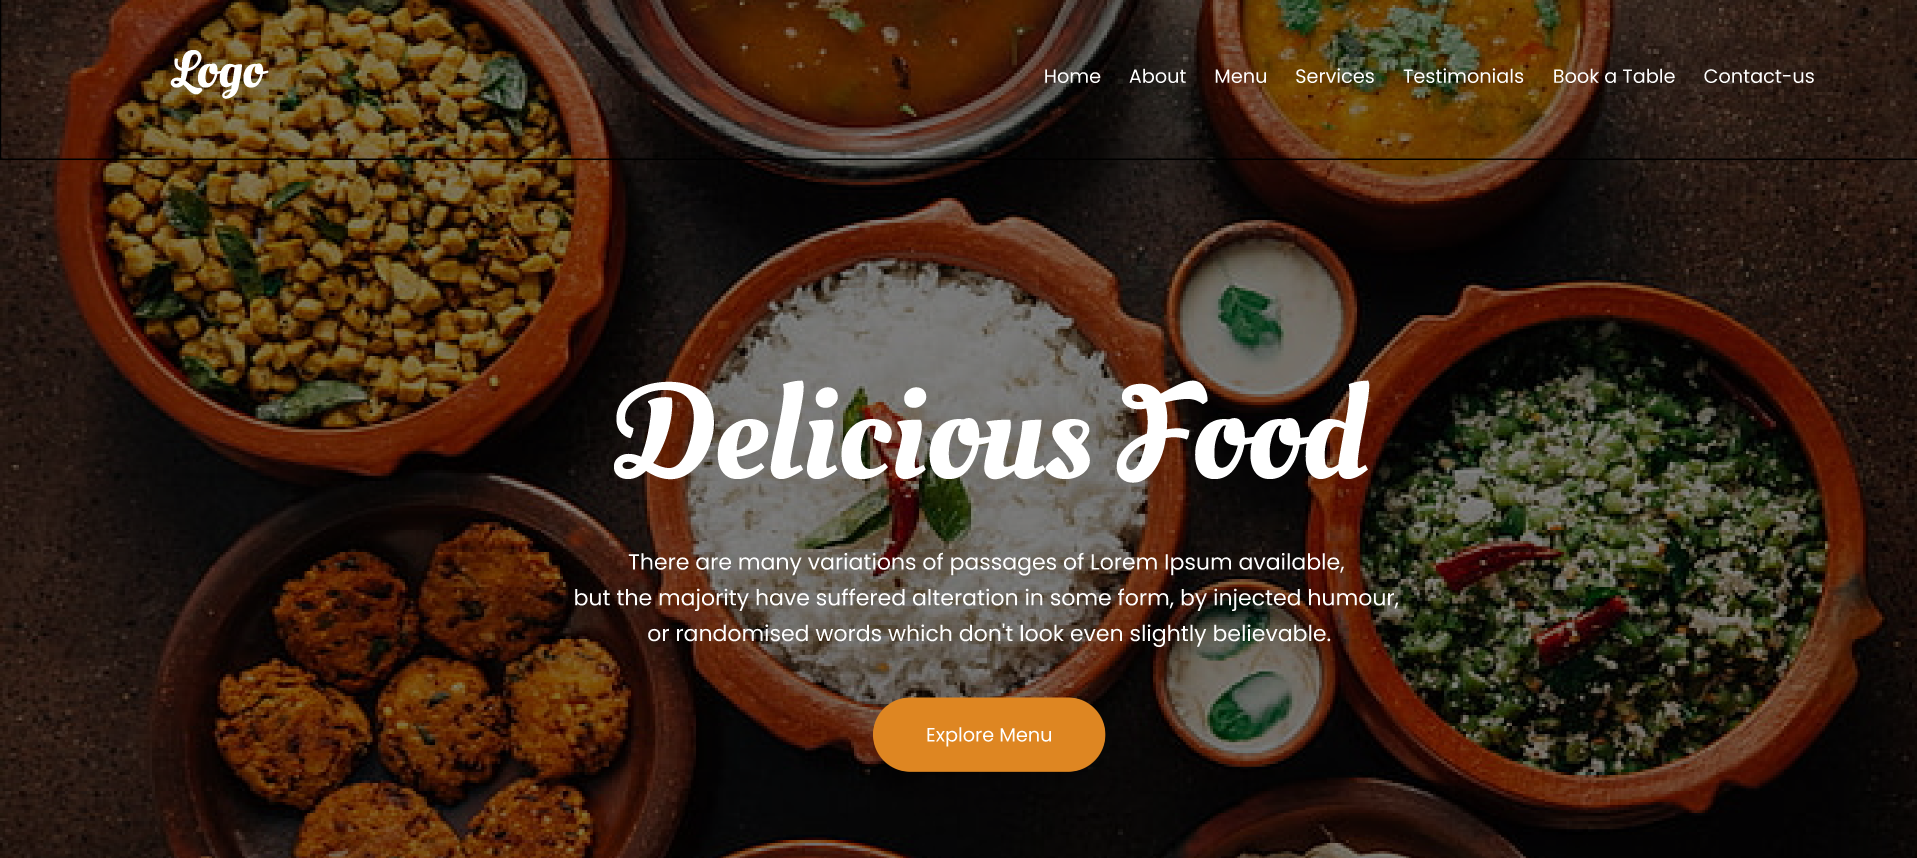 Logo
Home About Menu Services Testimonials Book a Table Contact-us
Delicious Food
There are many variations of passages of Lorem Ipsum available,
but the majority have suffered alteration in some form, by injected humour,
or randomised words which don't look even slightly believable.
Explore Menu